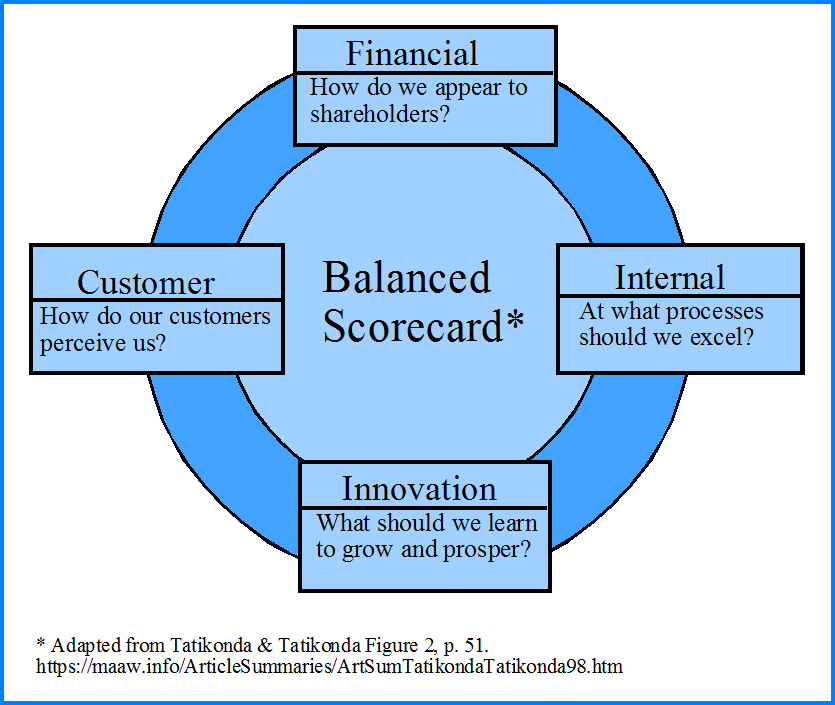 Financial
How do we appear to
shareholders?
Customer
How do our customers
perceive us?
Balanced
Scorecard*
Internal
At what processes
should we excel?
Innovation
What should we learn
to grow and prosper?
* Adapted from Tatikonda & Tatikonda Figure 2, p. 51.
https://maaw.info/ArticleSummaries/ArtSumTatikondaTatikonda98.htm